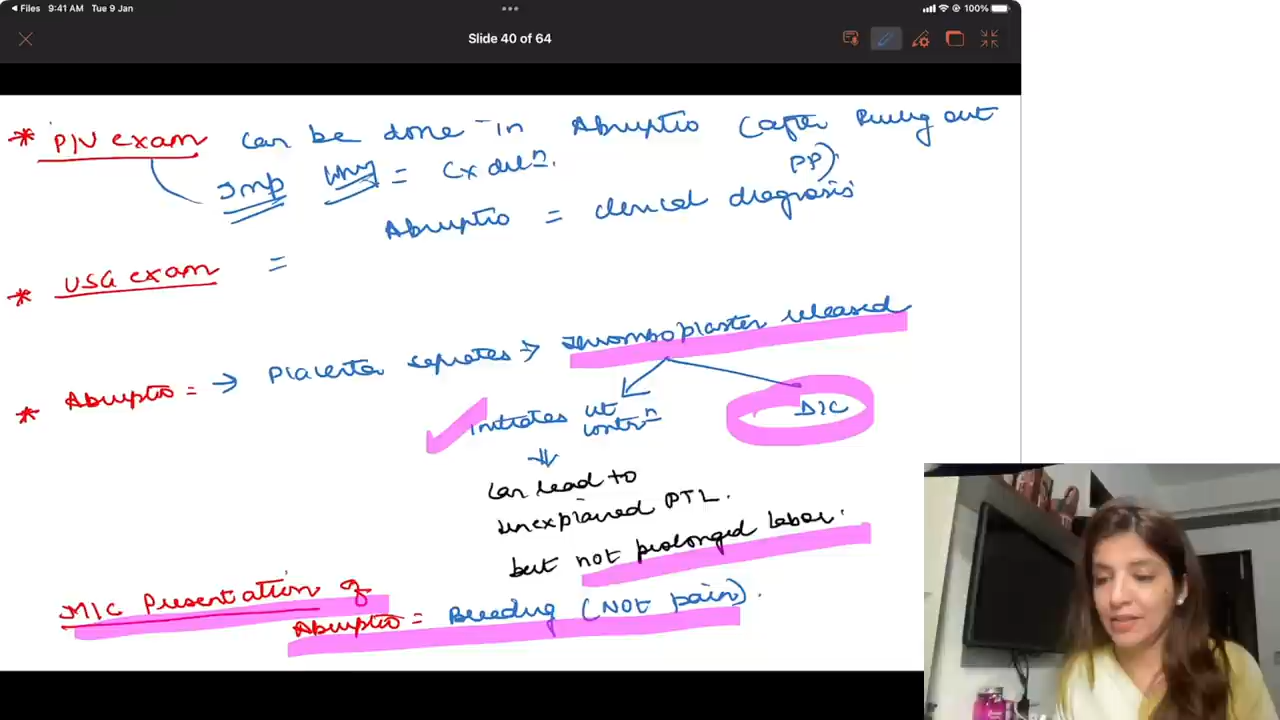 Files 9:41 AM Tue 9 Jan 100%
Slide 40 of 64
* P/V exam can be done in Abruptio (after Ruling out PP)
Imp Why = Cx diln.
Abruptio = clinical diagnosis
* USG exam =
* Abruptio = → Placenta seprates → Thromboplastin released
initiates ut contrn
DIC
can lead to
unexplained PTL.
but not prolonged labor.
M/C Presentation of
Abruptio = Bleeding (NOT pain).